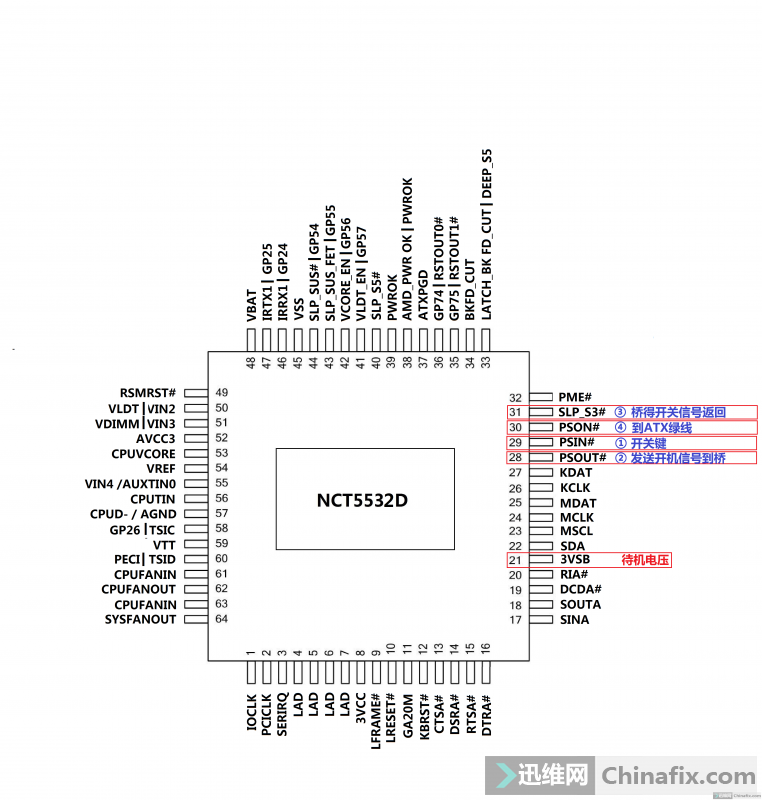 VBAT
IRTX1| GP25
IRRX1| GP24
VSS
SLP_SUS#| GP54
SLP_SUS_FET| GP55
VCORE_EN| GP56
VLDT_EN| GP57
SLP_S5#
PWROK
AMD_PWR OK| PWROK
ATXPGD
GP74| RSTOUT0#
GP75| RSTOUT1#
BKFD_CUT
LATCH_BK FD_CUT| DEEP_S5
48 47 46 45 44 43 42 41 40 39 38 37 36 35 34 33
RSMRST# 49
VLDT|VIN2 50
VDIMM|VIN3 51
AVCC3 52
CPUVCORE 53
VREF 54
VIN4 /AUXTIN0 55
CPUTIN 56
CPUD- / AGND 57
GP26 |TSIC 58
VTT 59
PECI| TSID 60
CPUFANIN 61
CPUFANOUT 62
CPUFANIN 63
SYSFANOUT 64
NCT5532D
32 PME#
31 SLP_S3# ③ 桥得开关信号返回
30 PSON# ④ 到ATX绿线
29 PSIN# ① 开关键
28 PSOUT# ② 发送开机信号到桥
27 KDAT
26 KCLK
25 MDAT
24 MCLK
23 MSCL
22 SDA
21 3VSB 待机电压
20 RIA#
19 DCDA#
18 SOUTA
17 SINA
1 2 3 4 5 6 7 8 9 10 11 12 13 14 15 16
IOCLK
PCICLK
SERIRQ
LAD
LAD
LAD
LAD
3VCC
LFRAME#
LRESET#
GA20M
KBRST#
CTSA#
DSRA#
RTSA#
DTRA#
迅维网 Chinafix.com